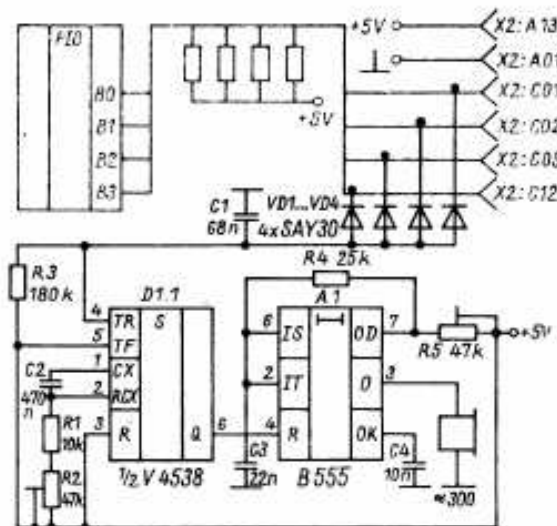 PIO
B0
B1
B2
B3
+5V
+5V
X2:A13
X2:A01
X2:C01
X2:C02
X2:C03
X2:C12
C1
68n
VD1...VD4
4xSAY30
R3
180k
R4 25k
D1.1
A1
4
TR
S
5
TF
1
CX
2
RCX
3
R
Q
6
C2
470
n
R1
10k
R2
47k
½ V 4538
6
IS
OD
7
2
IT
O
3
4
R
OK
R5 47k
+5V
C3
22n
B555
C4
10n
≈300